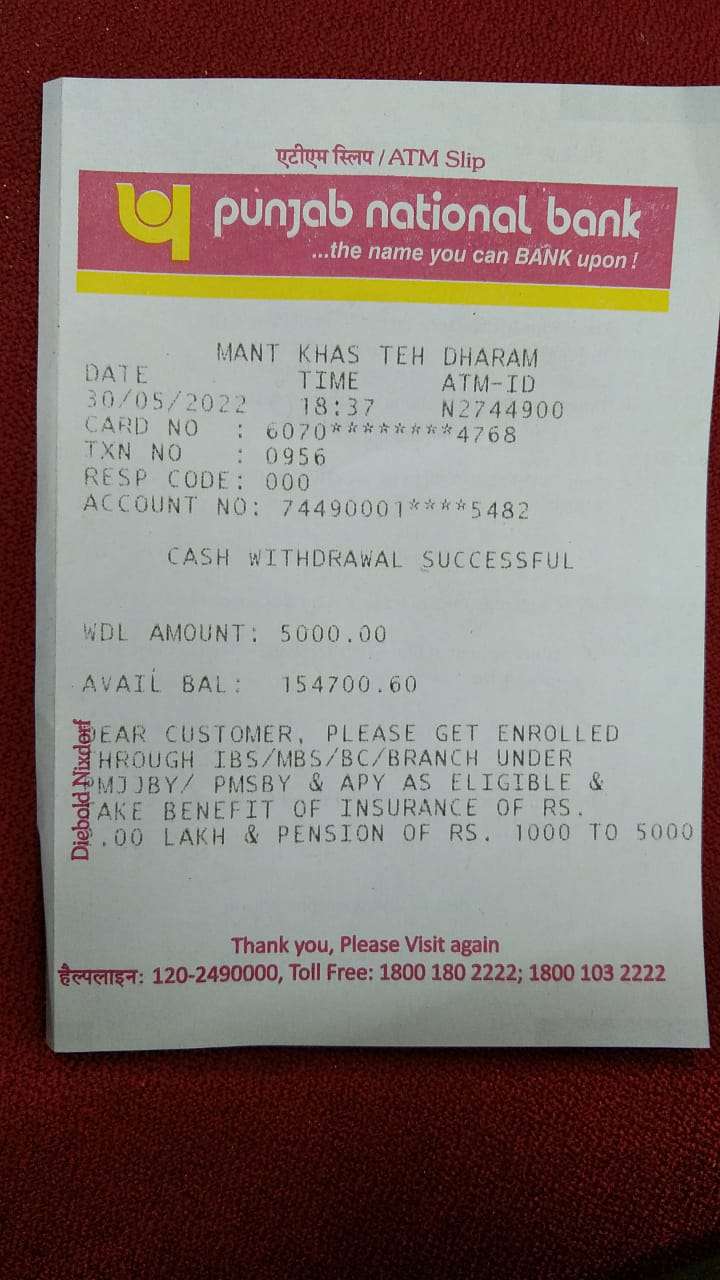 एटीएम स्लिप / ATM Slip
punjab national bank
...the name you can BANK upon !
MANT KHAS TEH DHARAM
DATE TIME ATM-ID
30/05/2022 18:37 N2744900
CARD NO : 6070********4768
TXN NO : 0956
RESP CODE: 000
ACCOUNT NO: 74490001****5482
CASH WITHDRAWAL SUCCESSFUL
WDL AMOUNT: 5000.00
AVAIL BAL: 154700.60
DEAR CUSTOMER, PLEASE GET ENROLLED
HROUGH IBS/MBS/BC/BRANCH UNDER
PMJJBY/ PMSBY & APY AS ELIGIBLE &
AKE BENEFIT OF INSURANCE OF RS.
.00 LAKH & PENSION OF RS. 1000 TO 5000
Diebold Nixdorf
Thank you, Please Visit again
हैल्पलाइन: 120-2490000, Toll Free: 1800 180 2222; 1800 103 2222